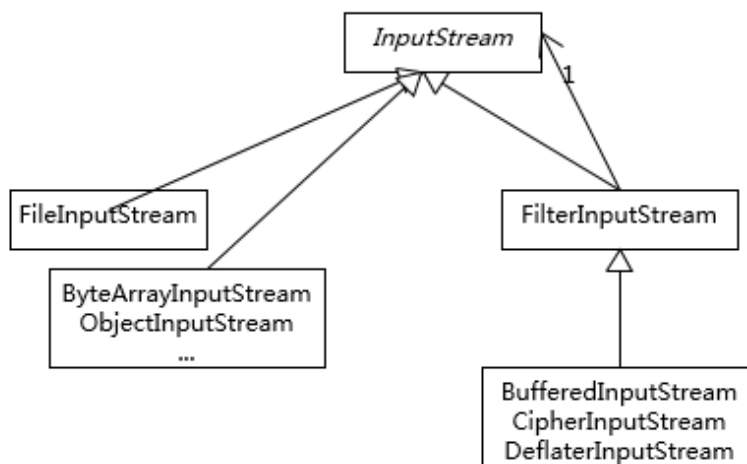 InputStream
1
FileInputStream
FilterInputStream
ByteArrayInputStream
ObjectInputStream
...
BufferedInputStream
CipherInputStream
DeflaterInputStream